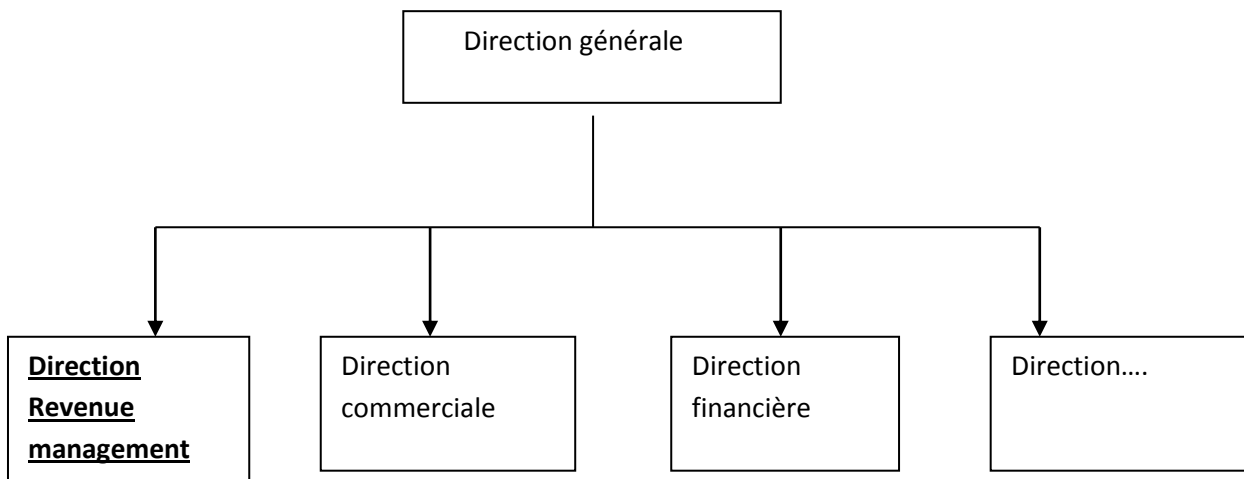 Direction générale
Direction
Revenue
management
Direction
commerciale
Direction
financière
Direction....